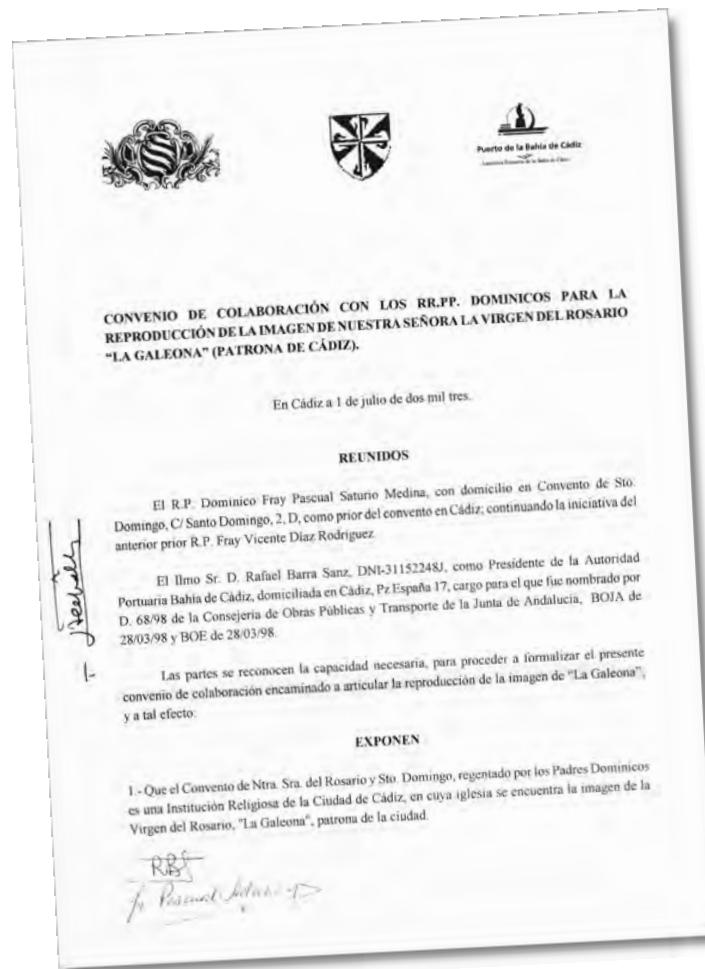 Puerto de la Bahía de Cádiz
CONVENIO DE COLABORACIÓN CON LOS RR.PP. DOMINICOS PARA LA
REPRODUCCIÓN DE LA IMAGEN DE NUESTRA SEÑORA LA VIRGEN DEL ROSARIO
“LA GALEONA” (PATRONA DE CÁDIZ).
En Cádiz a 1 de julio de dos mil tres.
REUNIDOS
El R.P. Dominico Fray Pascual Saturio Medina, con domicilio en Convento de Sto.
Domingo, C/ Santo Domingo, 2, D, como prior del convento en Cádiz; continuando la iniciativa del
anterior prior R.P. Fray Vicente Díaz Rodríguez.
El Ilmo Sr. D. Rafael Barra Sanz, DNI-31152248J, como Presidente de la Autoridad
Portuaria Bahía de Cádiz, domiciliada en Cádiz, Pz España 17, cargo para el que fue nombrado por
D. 68/98 de la Consejería de Obras Públicas y Transporte de la Junta de Andalucía, BOJA de
28/03/98 y BOE de 28/03/98.
Las partes se reconocen la capacidad necesaria, para proceder a formalizar el presente
convenio de colaboración encaminado a articular la reproducción de la imagen de “La Galeona”,
y a tal efecto:
EXPONEN
1.- Que el Convento de Ntra. Sra. del Rosario y Sto. Domingo, regentado por los Padres Dominicos
es una Institución Religiosa de la Ciudad de Cádiz, en cuya iglesia se encuentra la imagen de la
Virgen del Rosario, "La Galeona", patrona de la ciudad.